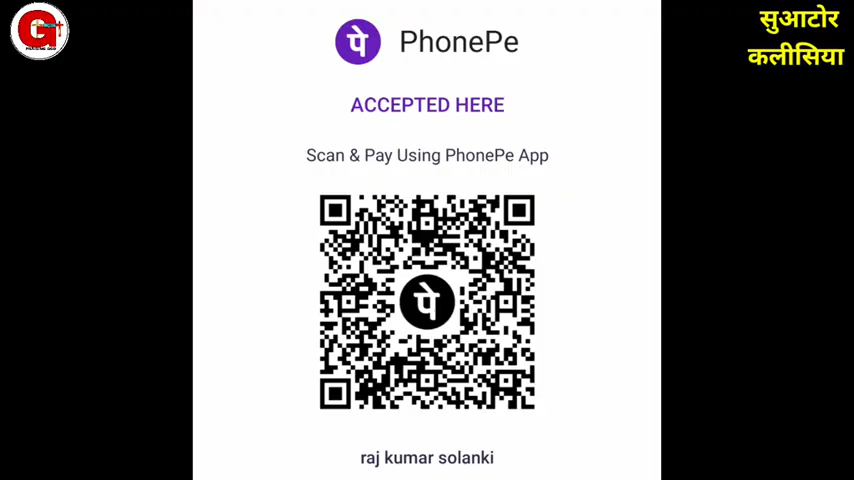 सुआटोर
कलीसिया
पे PhonePe
ACCEPTED HERE
Scan & Pay Using PhonePe App
पे
raj kumar solanki